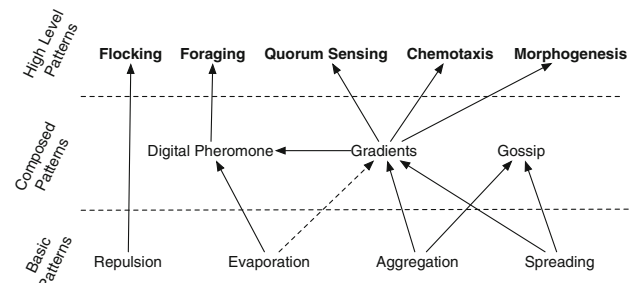 High Level
Patterns
Flocking Foraging Quorum Sensing Chemotaxis Morphogenesis
Composed
Patterns
Digital Pheromone Gradients Gossip
Basic
Patterns
Repulsion Evaporation Aggregation Spreading